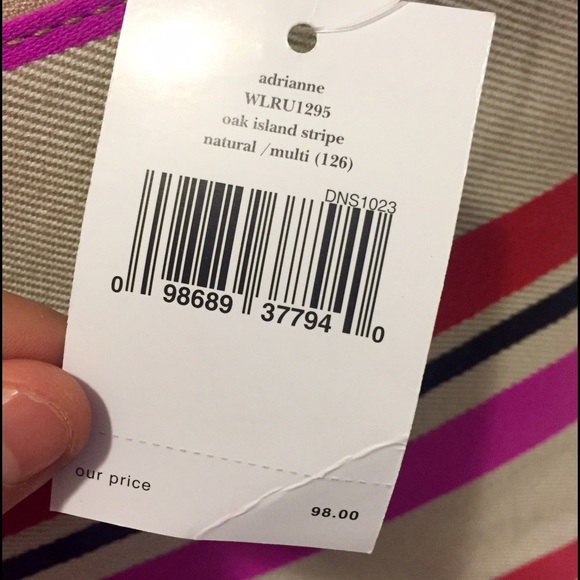 adrianne
WLRU1295
oak island stripe
natural /multi (126)
DNS1023
0 98689 37794 0
our price 98.00